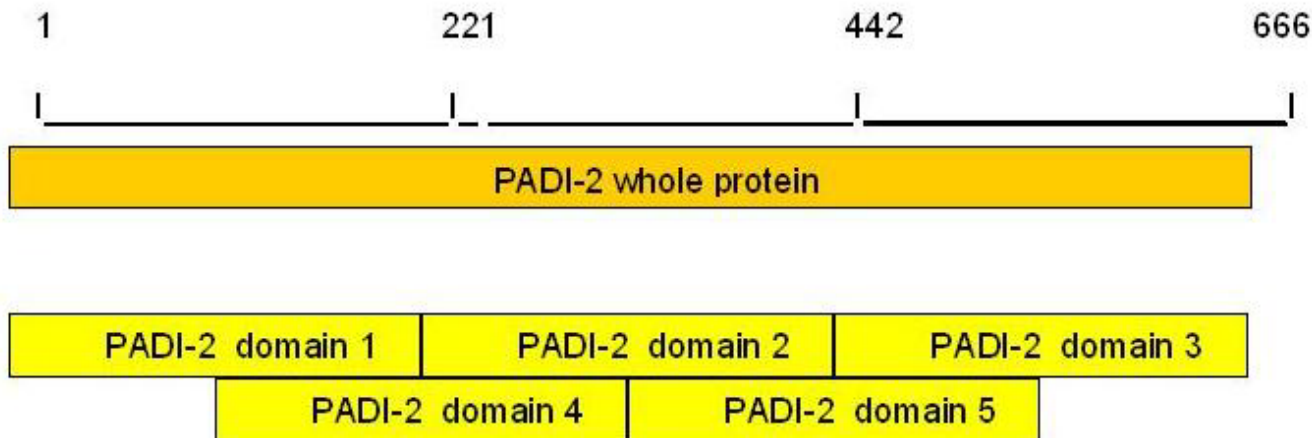 1 221 442 666
PADI-2 whole protein
PADI-2 domain 1 PADI-2 domain 2 PADI-2 domain 3
PADI-2 domain 4 PADI-2 domain 5